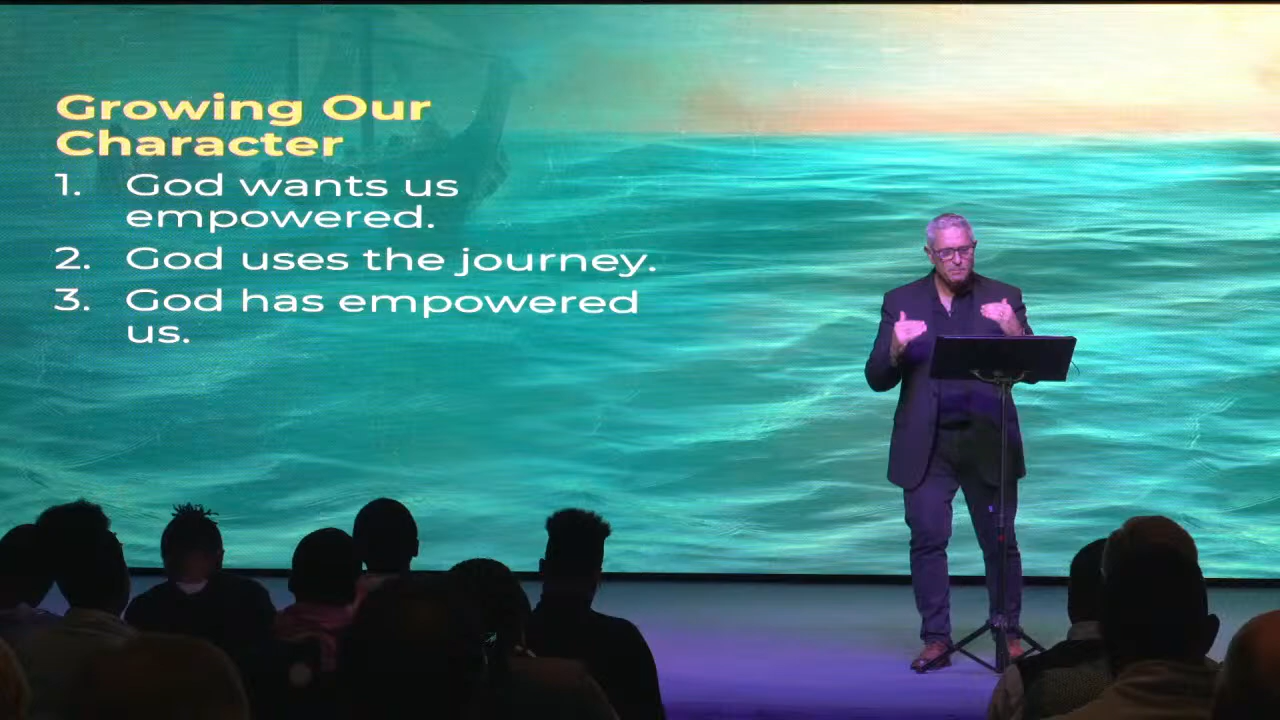 Growing Our
Character
1. God wants us
empowered.
2. God uses the journey.
3. God has empowered
us.